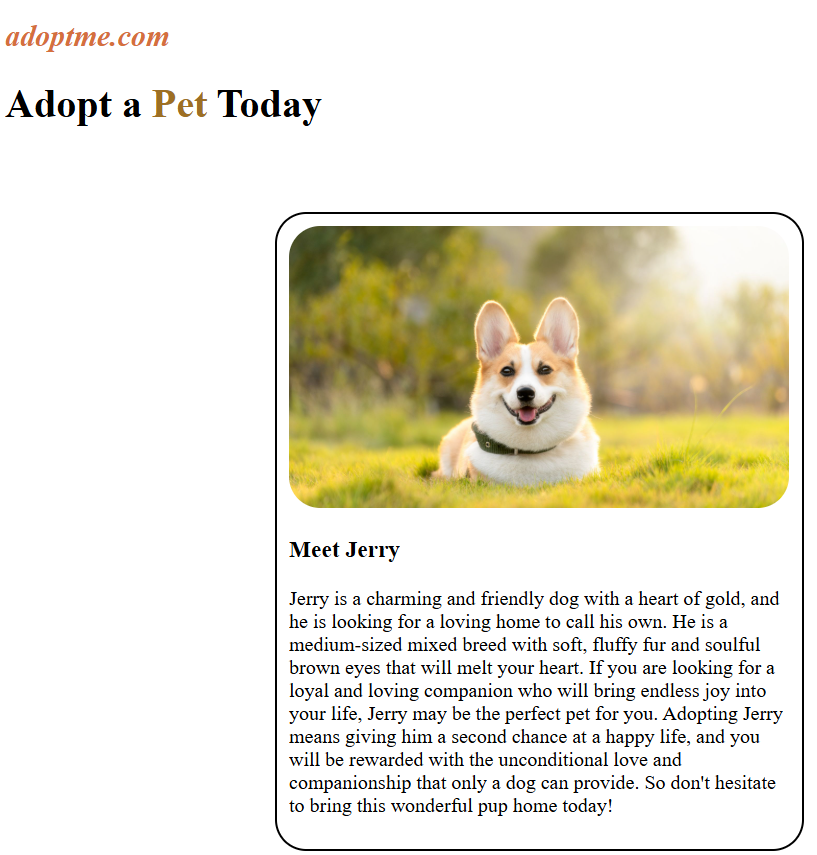 adoptme.com
Adopt a Pet Today
Meet Jerry
Jerry is a charming and friendly dog with a heart of gold, and
he is looking for a loving home to call his own. He is a
medium-sized mixed breed with soft, fluffy fur and soulful
brown eyes that will melt your heart. If you are looking for a
loyal and loving companion who will bring endless joy into
your life, Jerry may be the perfect pet for you. Adopting Jerry
means giving him a second chance at a happy life, and you
will be rewarded with the unconditional love and
companionship that only a dog can provide. So don't hesitate
to bring this wonderful pup home today!